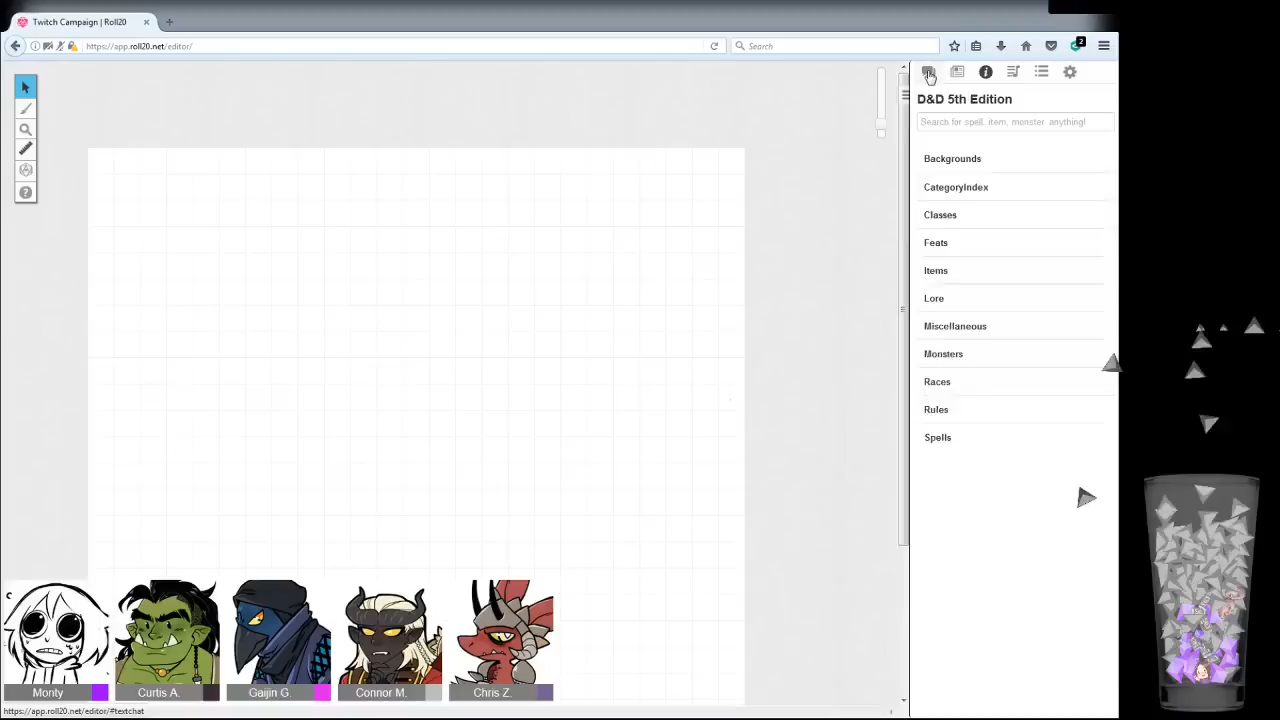 Twitch Campaign | Roll20
https://app.roll20.net/editor/
Search
2
D&D 5th Edition
Search for spell, item, monster, anything!
Backgrounds
CategoryIndex
Classes
Feats
Items
Lore
Miscellaneous
Monsters
Races
Rules
Spells
Monty
Curtis A.
Gaijin G.
Connor M.
Chris Z.
https://app.roll20.net/editor/#textchat